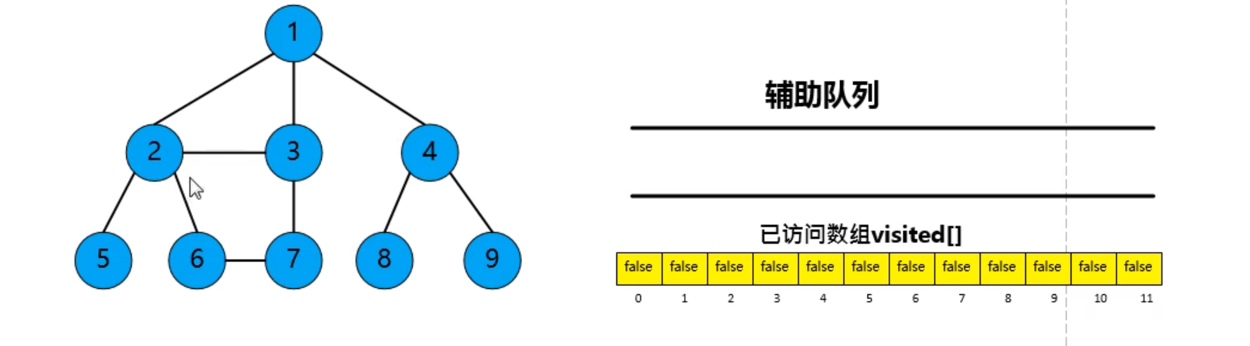 1
2 3 4
5 6 7 8 9
辅助队列
已访问数组visited[]
false false false false false false false false false false false false
0 1 2 3 4 5 6 7 8 9 10 11